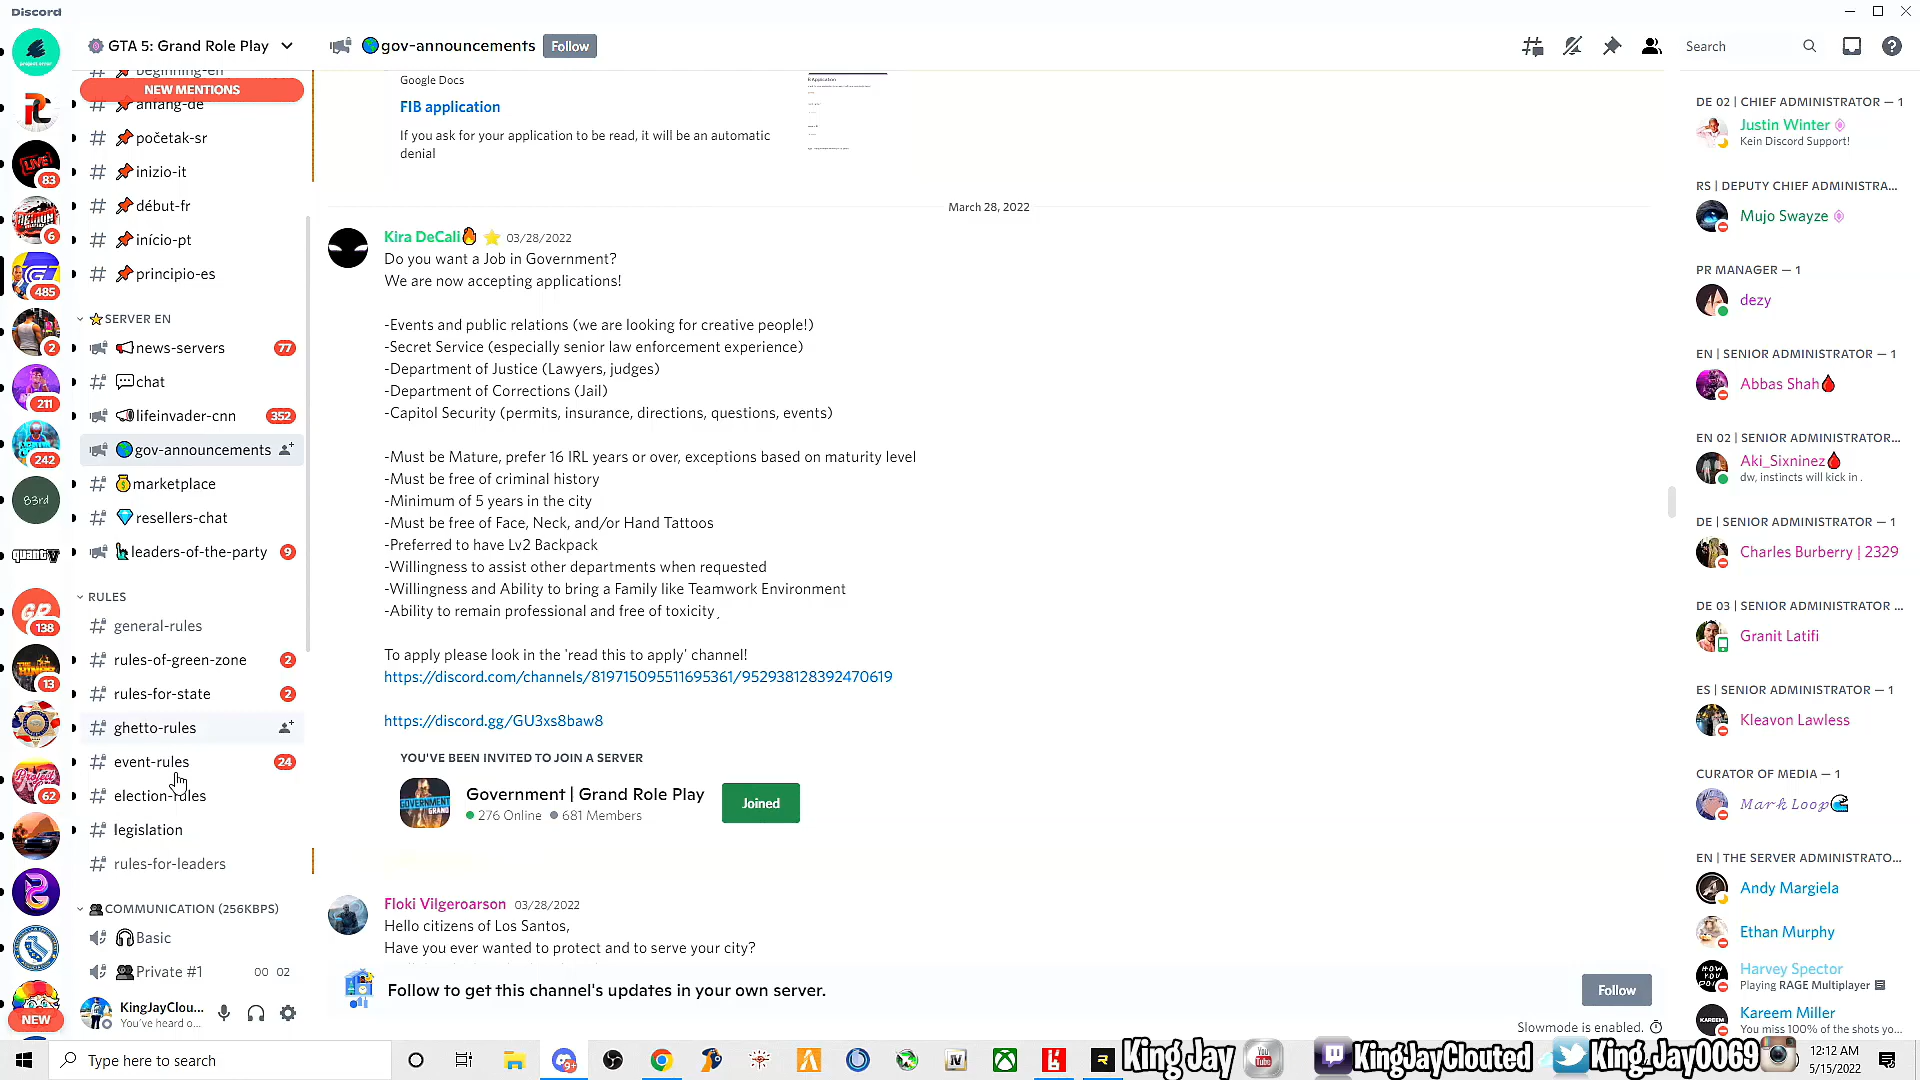 Discord
GTA 5: Grand Role Play
gov-announcements
Follow
Search
beginning-en
NEW MENTIONS
anfang-de
početak-sr
inizio-it
début-fr
início-pt
principio-es
SERVER EN
news-servers 77
chat
lifeinvader-cnn 352
gov-announcements
marketplace
resellers-chat
leaders-of-the-party 9
RULES
general-rules
rules-of-green-zone 2
rules-for-state 2
ghetto-rules
event-rules 24
election-rules
legislation
rules-for-leaders
COMMUNICATION (256KBPS)
Basic
Private #1 00 02
KingJayClou...
You've heard o...
LIVE
83
6
485
2
211
242
83rd
138
13
62
NEW
Google Docs
FIB application
If you ask for your application to be read, it will be an automatic
denial
March 28, 2022
Kira DeCali 03/28/2022
Do you want a Job in Government?
We are now accepting applications!
-Events and public relations (we are looking for creative people!)
-Secret Service (especially senior law enforcement experience)
-Department of Justice (Lawyers, judges)
-Department of Corrections (Jail)
-Capitol Security (permits, insurance, directions, questions, events)
-Must be Mature, prefer 16 IRL years or over, exceptions based on maturity level
-Must be free of criminal history
-Minimum of 5 years in the city
-Must be free of Face, Neck, and/or Hand Tattoos
-Preferred to have Lv2 Backpack
-Willingness to assist other departments when requested
-Willingness and Ability to bring a Family like Teamwork Environment
-Ability to remain professional and free of toxicity
To apply please look in the 'read this to apply' channel!
https://discord.com/channels/819715095511695361/952938128392470619
https://discord.gg/GU3xs8baw8
YOU'VE BEEN INVITED TO JOIN A SERVER
Government | Grand Role Play
276 Online 681 Members
Joined
Floki Vilgeroarson 03/28/2022
Hello citizens of Los Santos,
Have you ever wanted to protect and to serve your city?
Follow to get this channel's updates in your own server.
Follow
Slowmode is enabled.
DE 02 | CHIEF ADMINISTRATOR — 1
Justin Winter
Kein Discord Support!
RS | DEPUTY CHIEF ADMINISTRA...
Mujo Swayze
PR MANAGER — 1
dezy
EN | SENIOR ADMINISTRATOR — 1
Abbas Shah
EN 02 | SENIOR ADMINISTRATOR...
Aki_Sixninez
dw, instincts will kick in .
DE | SENIOR ADMINISTRATOR — 1
Charles Burberry | 2329
DE 03 | SENIOR ADMINISTRATOR ...
Granit Latifi
ES | SENIOR ADMINISTRATOR — 1
Kleavon Lawless
CURATOR OF MEDIA — 1
Mark Loop
EN | THE SERVER ADMINISTRATO...
Andy Margiela
Ethan Murphy
Harvey Spector
Playing RAGE Multiplayer
Kareem Miller
You miss 100% of the shots yo...
Type here to search
King Jay
KingJayClouted
King_Jay0069
12:12 AM
5/15/2022